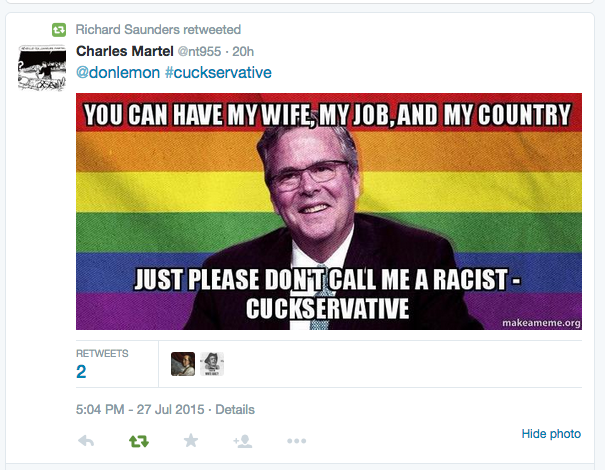 Richard Saunders retweeted
Charles Martel @nt955 · 20h
@donlemon #cuckservative
YOU CAN HAVE MY WIFE, MY JOB, AND MY COUNTRY
JUST PLEASE DON'T CALL ME A RACIST -
CUCKSERVATIVE
makeameme.org
RETWEETS
2
5:04 PM - 27 Jul 2015 · Details
Hide photo